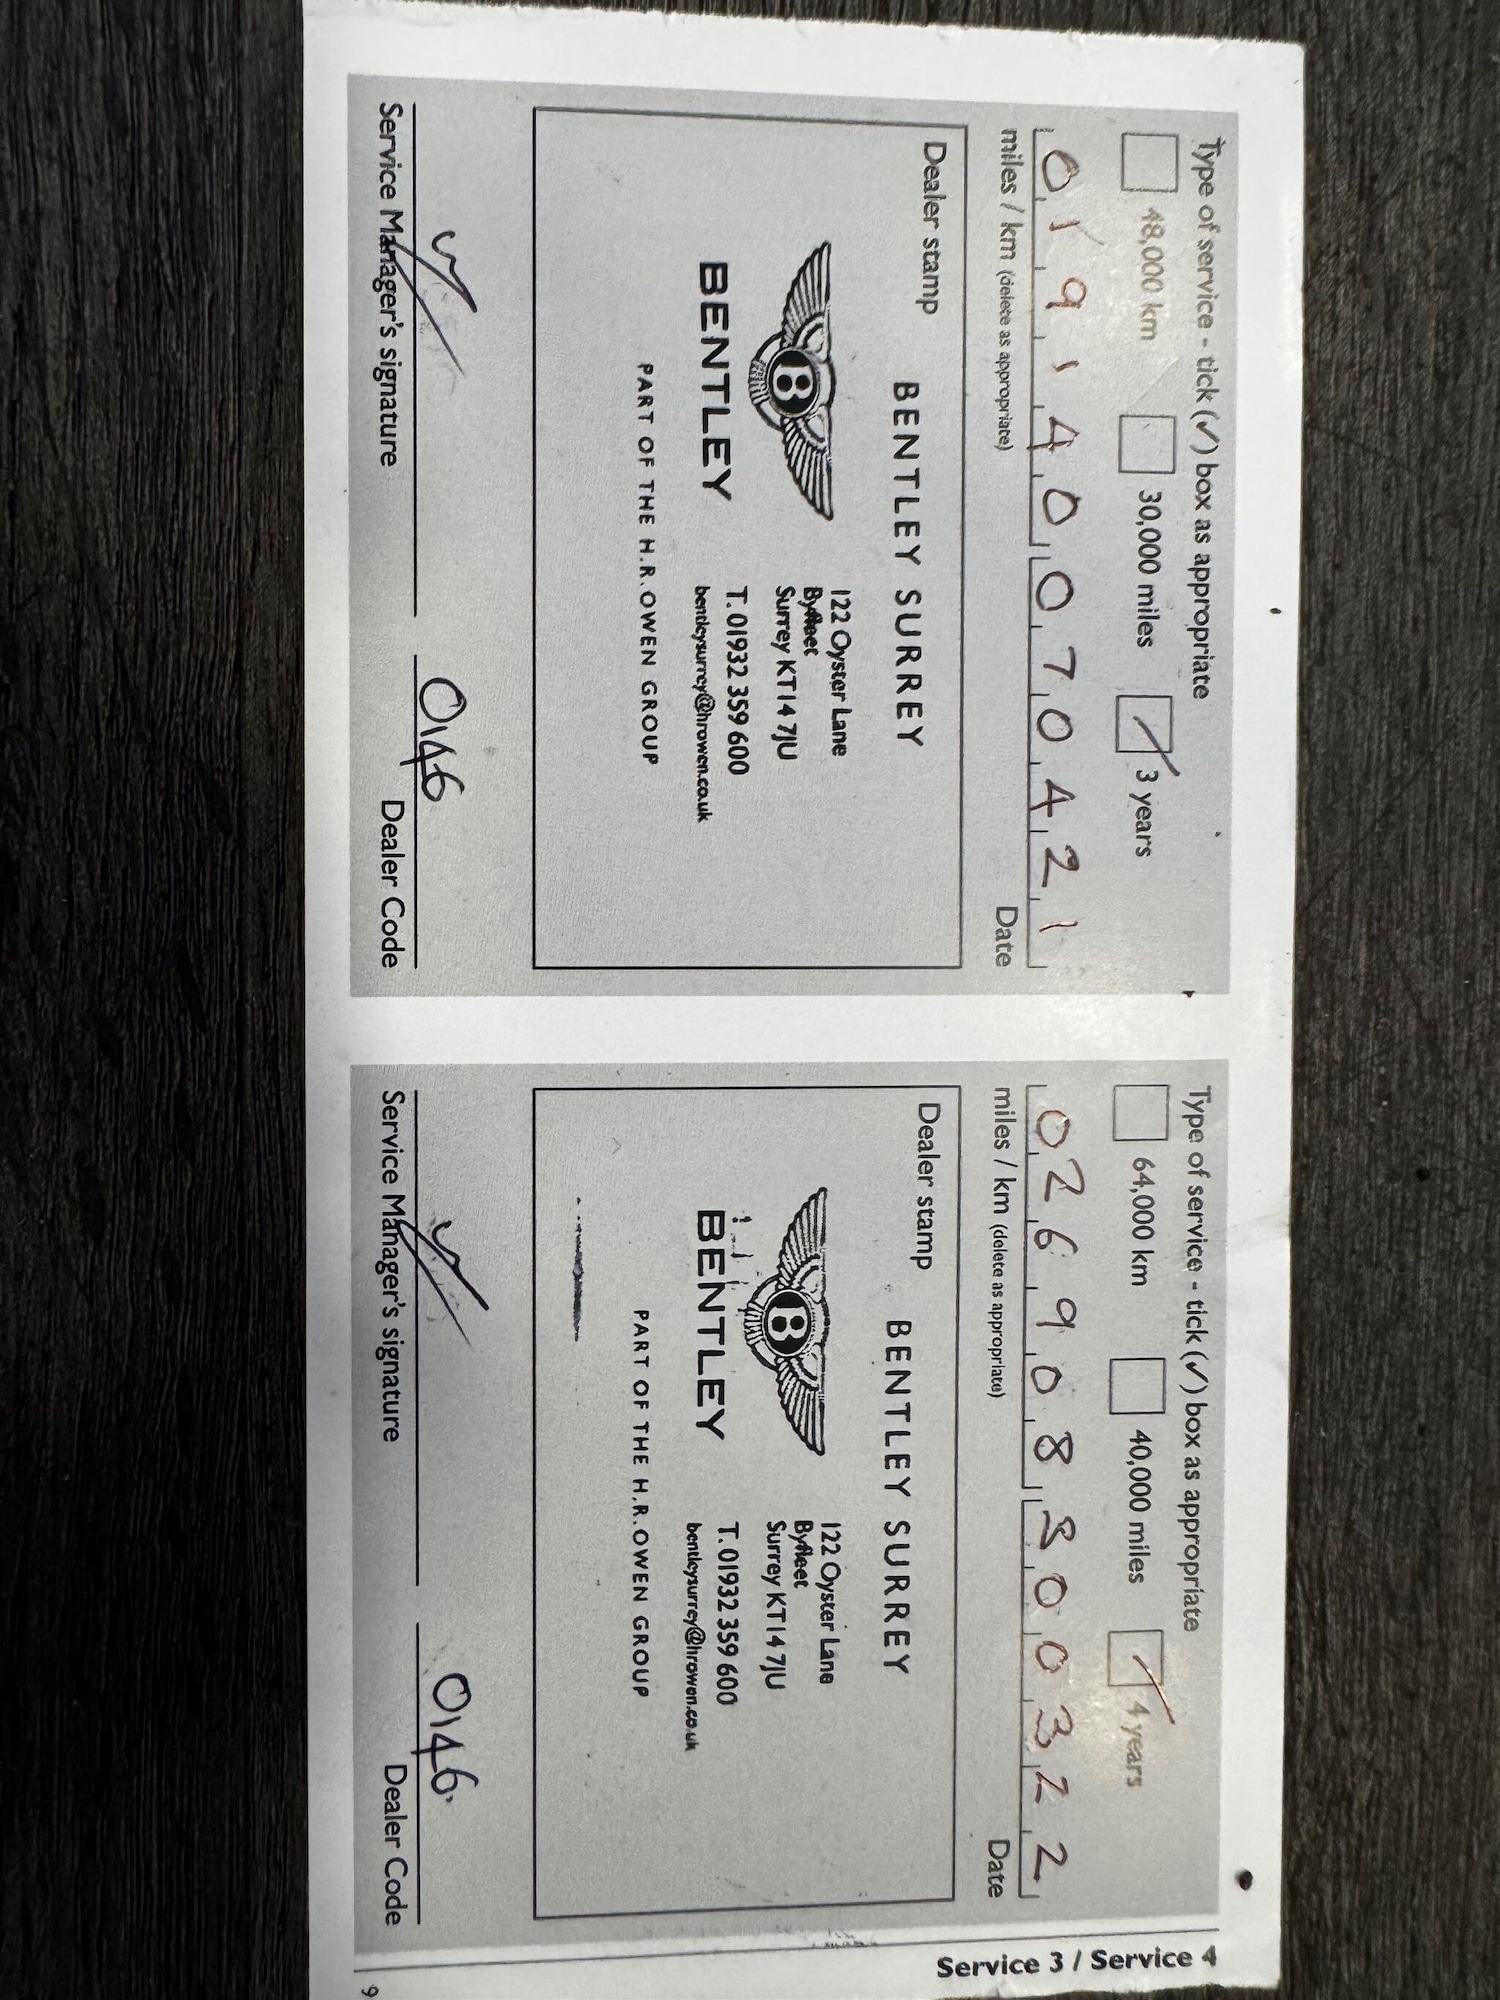 Type of service - tick (✓) box as appropriate
48,000 km 30,000 miles 3 years
019140 070421
miles / km (delete as appropriate) Date
Dealer stamp
BENTLEY SURREY
B
BENTLEY
122 Oyster Lane
Byfleet
Surrey KT14 7JU
T. 01932 359 600
bentleysurrey@hrowen.co.uk
PART OF THE H.R.OWEN GROUP
0146
Service Manager's signature Dealer Code
Type of service - tick (✓) box as appropriate
64,000 km 40,000 miles 4 years
026908 300322
miles / km (delete as appropriate) Date
Dealer stamp
BENTLEY SURREY
B
BENTLEY
122 Oyster Lane
Byfleet
Surrey KT14 7JU
T. 01932 359 600
bentleysurrey@hrowen.co.uk
PART OF THE H.R.OWEN GROUP
0146.
Service Manager's signature Dealer Code
Service 3 / Service 4
9